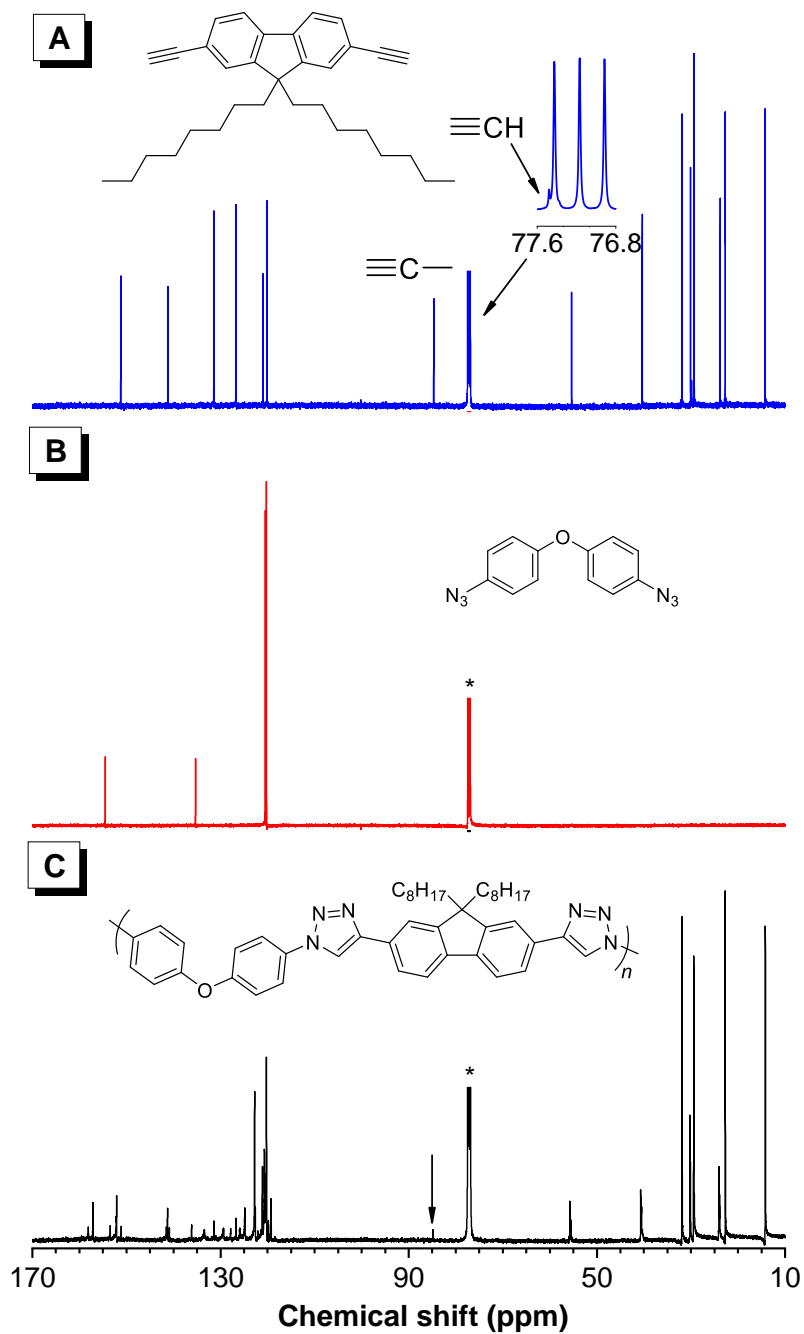 A
≡CH
77.6 76.8
≡C—
B
O
N₃ N₃
*
C
C₈H₁₇ C₈H₁₇
N N N N
N N
O
n
*
170 130 90 50 10
Chemical shift (ppm)